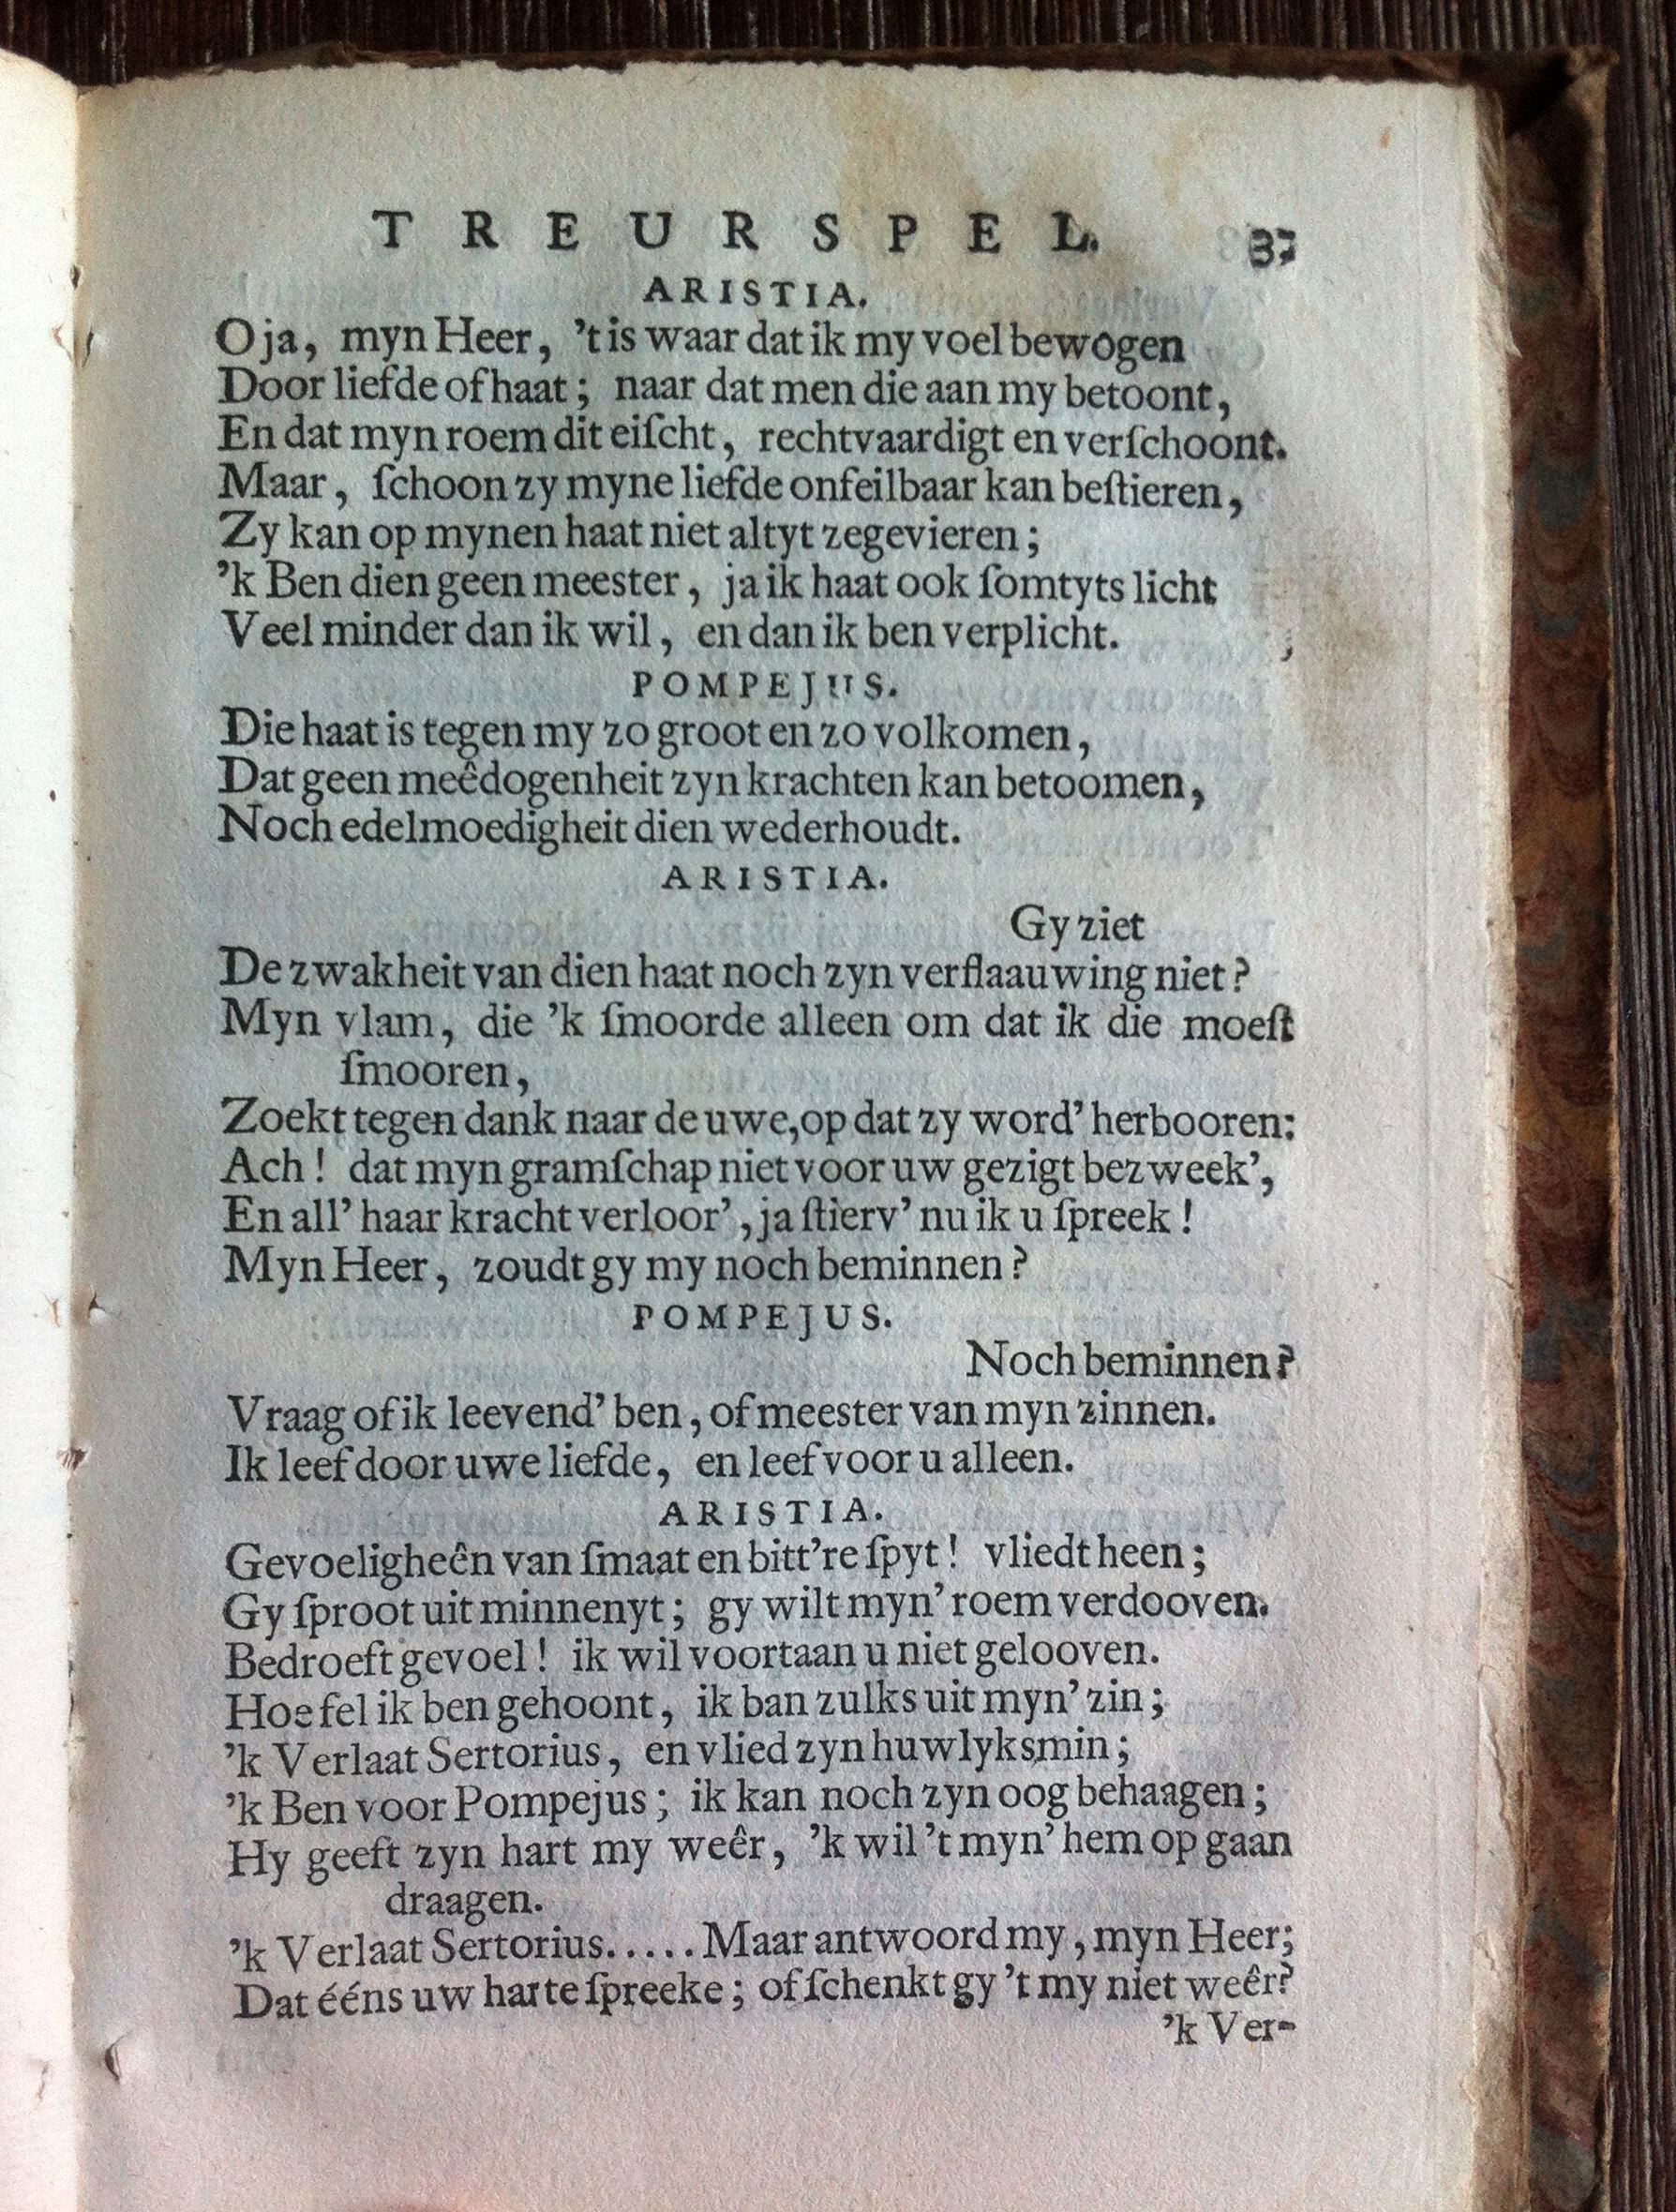 TREURSPEL. 37
ARISTIA.
O ja, myn Heer, 't is waar dat ik my voel bewogen
Door liefde of haat; naar dat men die aan my betoont,
En dat myn roem dit eiſcht, rechtvaardigt en verſchoont.
Maar, ſchoon zy myne liefde onfeilbaar kan beſtieren,
Zy kan op mynen haat niet altyt zegevieren;
'k Ben dien geen meester, ja ik haat ook ſomtyts licht
Veel minder dan ik wil, en dan ik ben verplicht.
POMPEJUS.
Die haat is tegen my zo groot en zo volkomen,
Dat geen meêdogenheit zyn krachten kan betoomen,
Noch edelmoedigheit dien wederhoudt.
ARISTIA.
Gy ziet
De zwakheit van dien haat noch zyn verflaauwing niet?
Myn vlam, die 'k ſmoorde alleen om dat ik die moeſt
ſmooren,
Zoekt tegen dank naar de uwe, op dat zy word' herbooren:
Ach! dat myn gramſchap niet voor uw gezigt bezweek',
En all' haar kracht verloor', ja ſtierv' nu ik u ſpreek!
Myn Heer, zoudt gy my noch beminnen?
POMPEJUS.
Noch beminnen?
Vraag of ik leevend' ben, of meester van myn zinnen.
Ik leef door uwe liefde, en leef voor u alleen.
ARISTIA.
Gevoeligheên van ſmaat en bitt're ſpyt! vliedt heen;
Gy ſproot uit minnenyt; gy wilt myn' roem verdooven.
Bedroeft gevoel! ik wil voortaan u niet gelooven.
Hoe fel ik ben gehoont, ik ban zulks uit myn' zin;
'k Verlaat Sertorius, en vlied zyn huwlyksmin;
'k Ben voor Pompejus; ik kan noch zyn oog behaagen;
Hy geeft zyn hart my weêr, 'k wil 't myn' hem op gaan
draagen.
'k Verlaat Sertorius..... Maar antwoord my, myn Heer;
Dat ééns uw harte ſpreeke; of ſchenkt gy 't my niet weêr?
'k Ver-